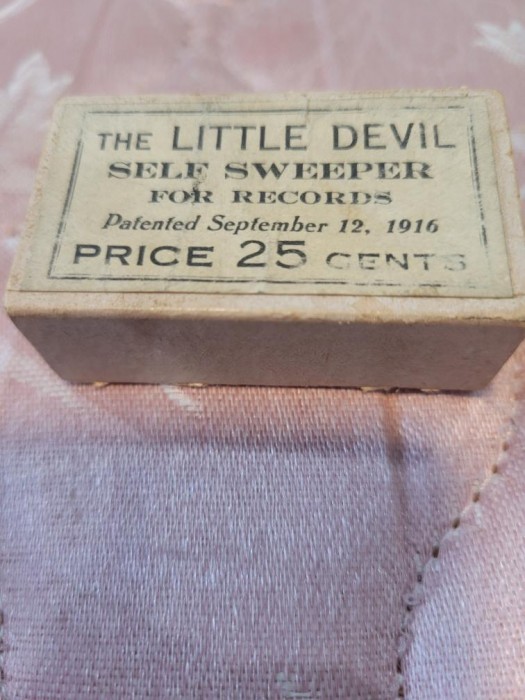 THE LITTLE DEVIL
SELF SWEEPER
FOR RECORDS
Patented September 12, 1916
PRICE 25 CENTS